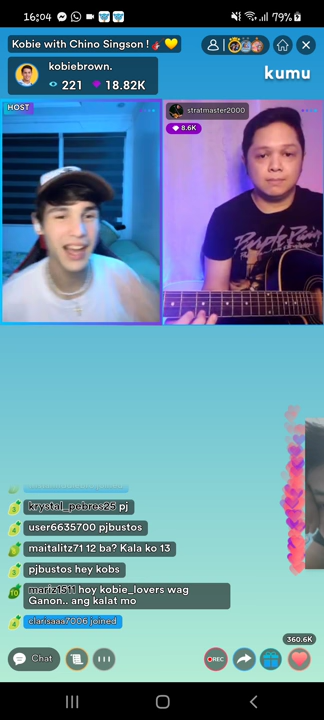 16:04
79%
Kobie with Chino Singson !🎸💛
kobiebrown.
221 18.82K
kumu
HOST
stratmaster2000
8.6K
Purple Rain
krystal_pebres25 pj
user6635700 pjbustos
maitalitz71 12 ba? Kala ko 13
pjbustos hey kobs
mariz1511 hoy kobie_lovers wag
Ganon.. ang kalat mo
clarisaaa7006 joined
360.6K
Chat
REC